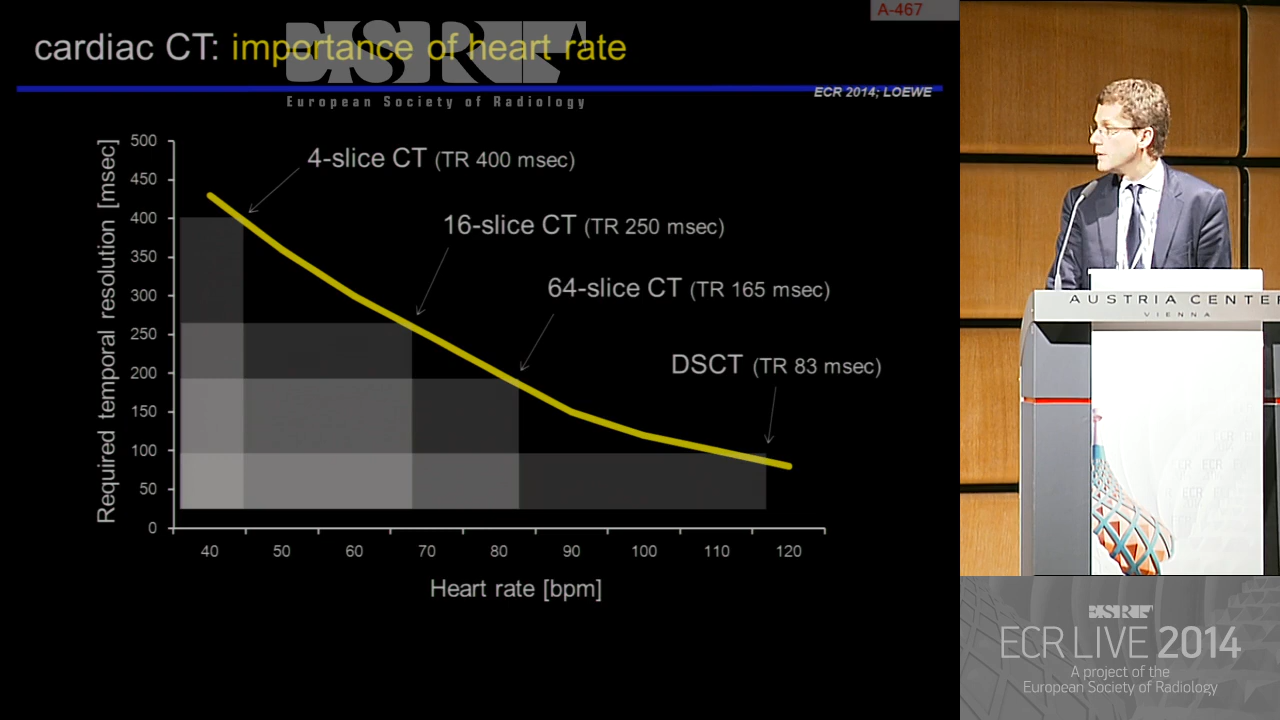 A-467
cardiac CT: importance of heart rate
European Society of Radiology
ECR 2014; LOEWE
Required temporal resolution [msec]
500
450
400
350
300
250
200
150
100
50
0
4-slice CT (TR 400 msec)
16-slice CT (TR 250 msec)
64-slice CT (TR 165 msec)
DSCT (TR 83 msec)
40 50 60 70 80 90 100 110 120
Heart rate [bpm]
AUSTRIA CENTE
VIENNA
ECR LIVE 2014
A project of the
European Society of Radiology